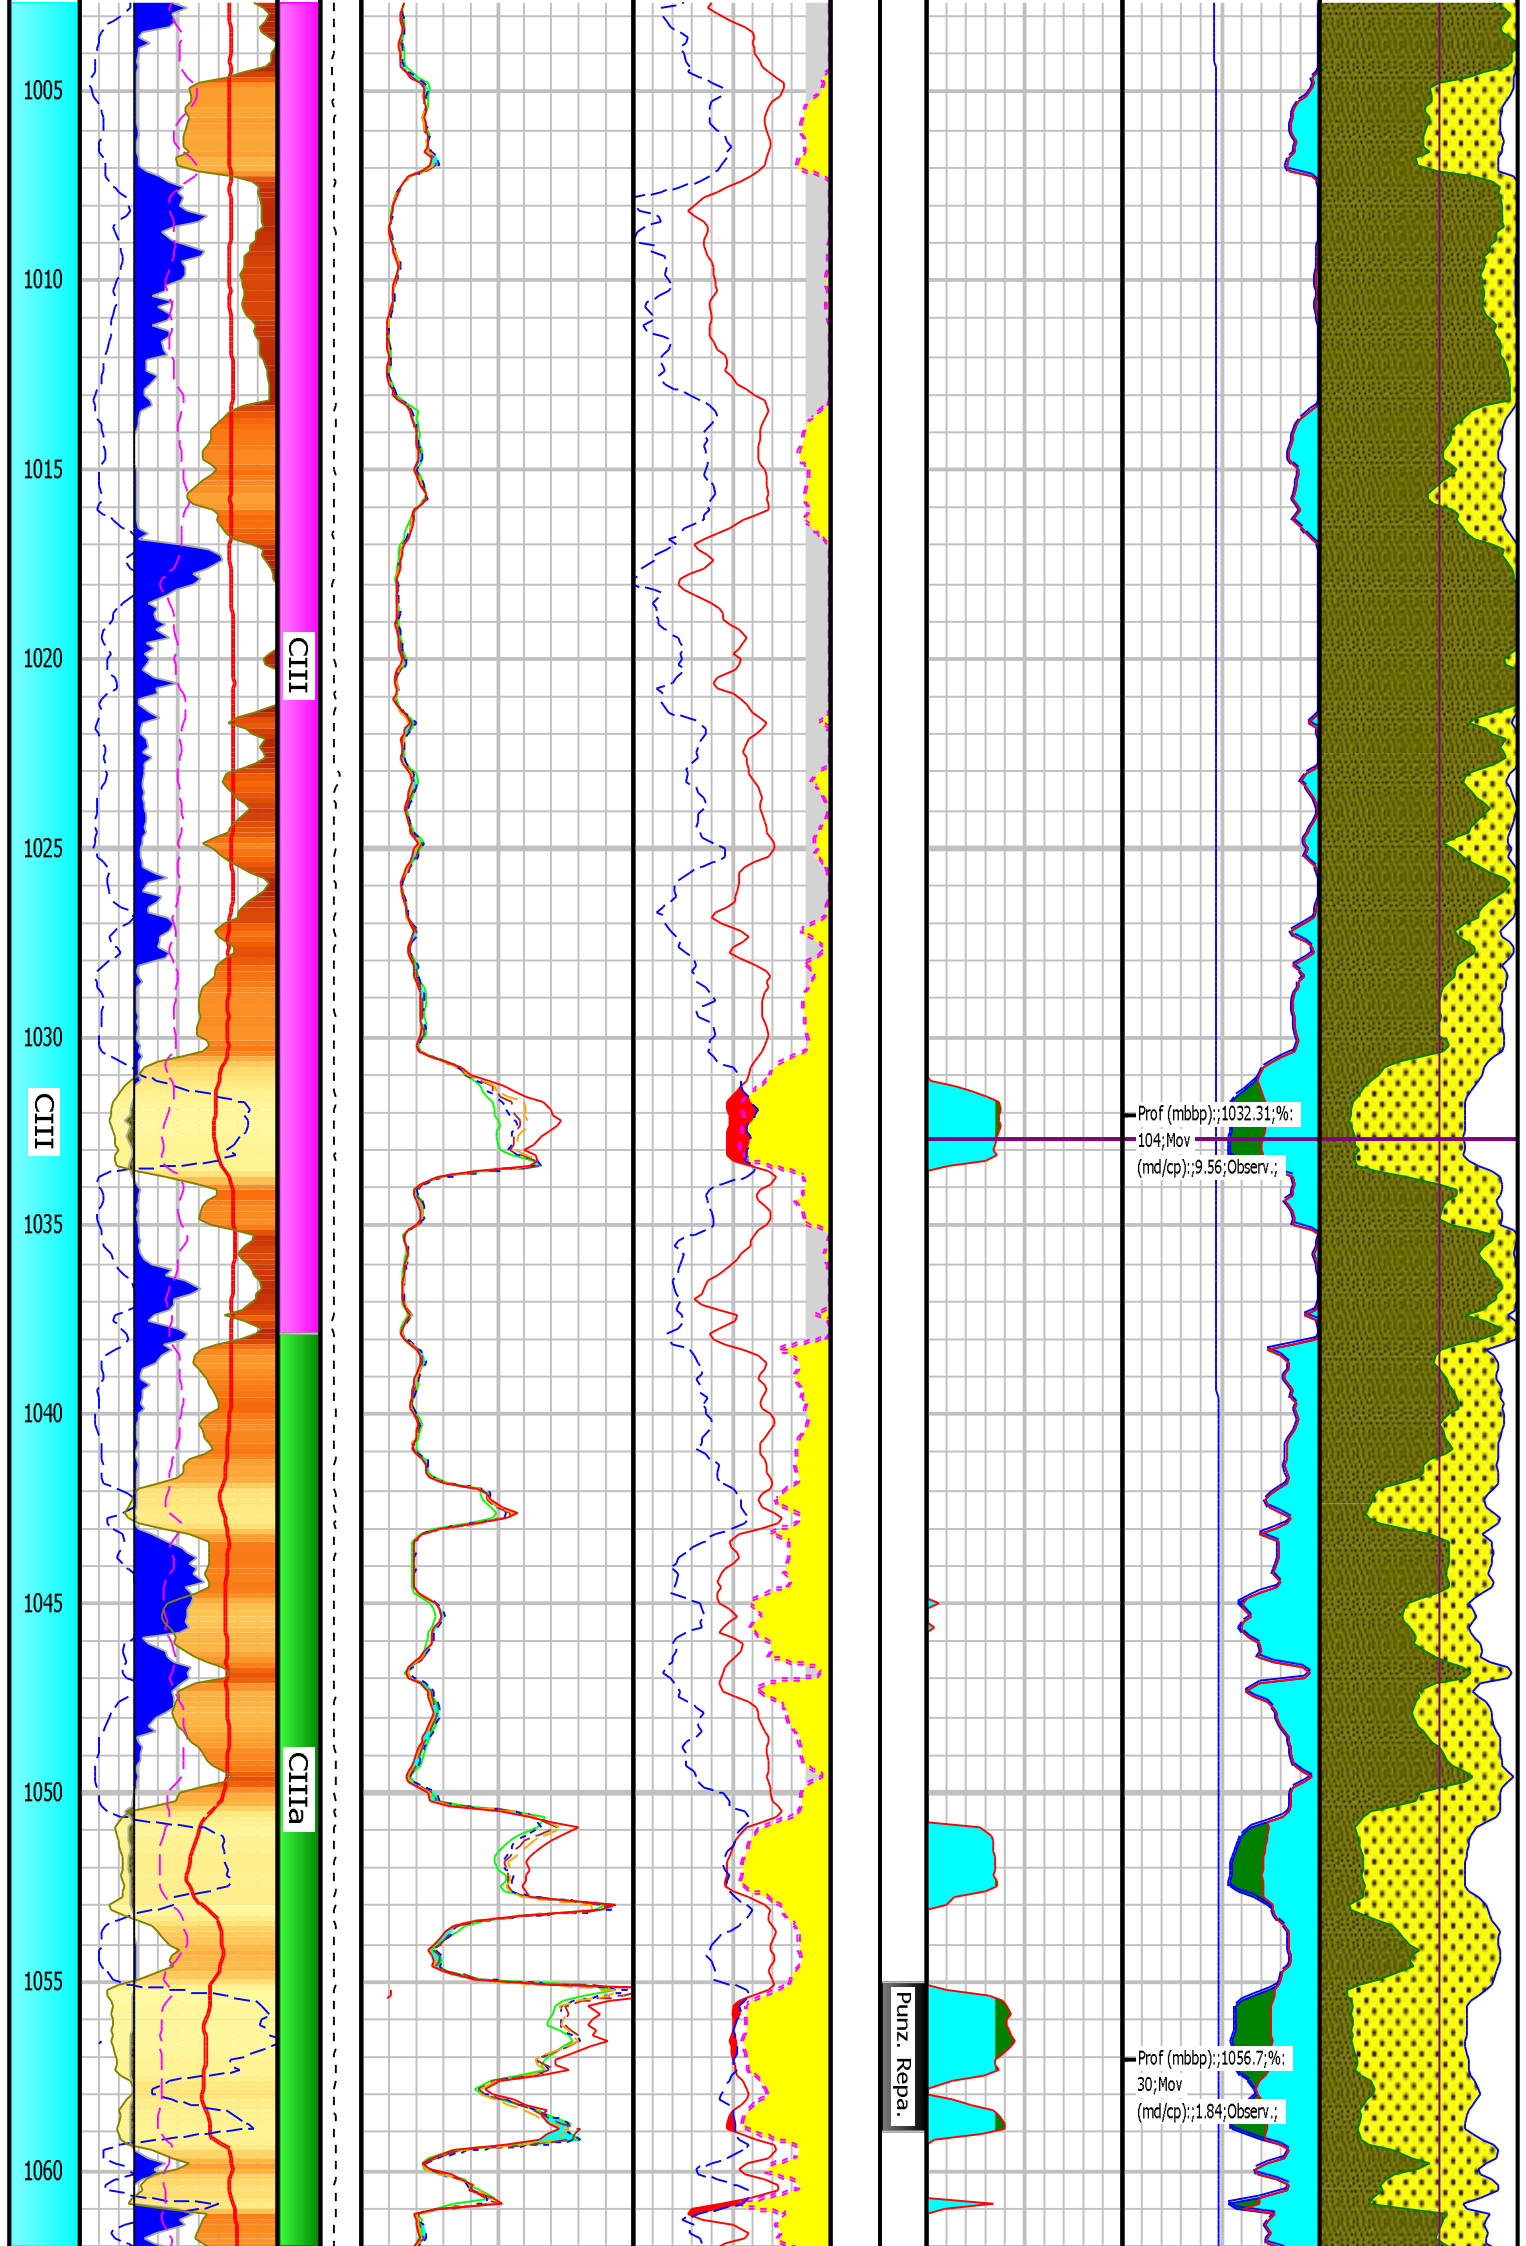 1005
1010
1015
CIII
1020
1025
1030
CIII
Prof (mbbp):;1032.31;%:
104;Mov
(md/cp):;9.56;Observ.;
1035
1040
1045
CIIIa
1050
1055
Punz. Repa.
Prof (mbbp):;1056.7;%:
30;Mov
(md/cp):;1.84;Observ.;
1060